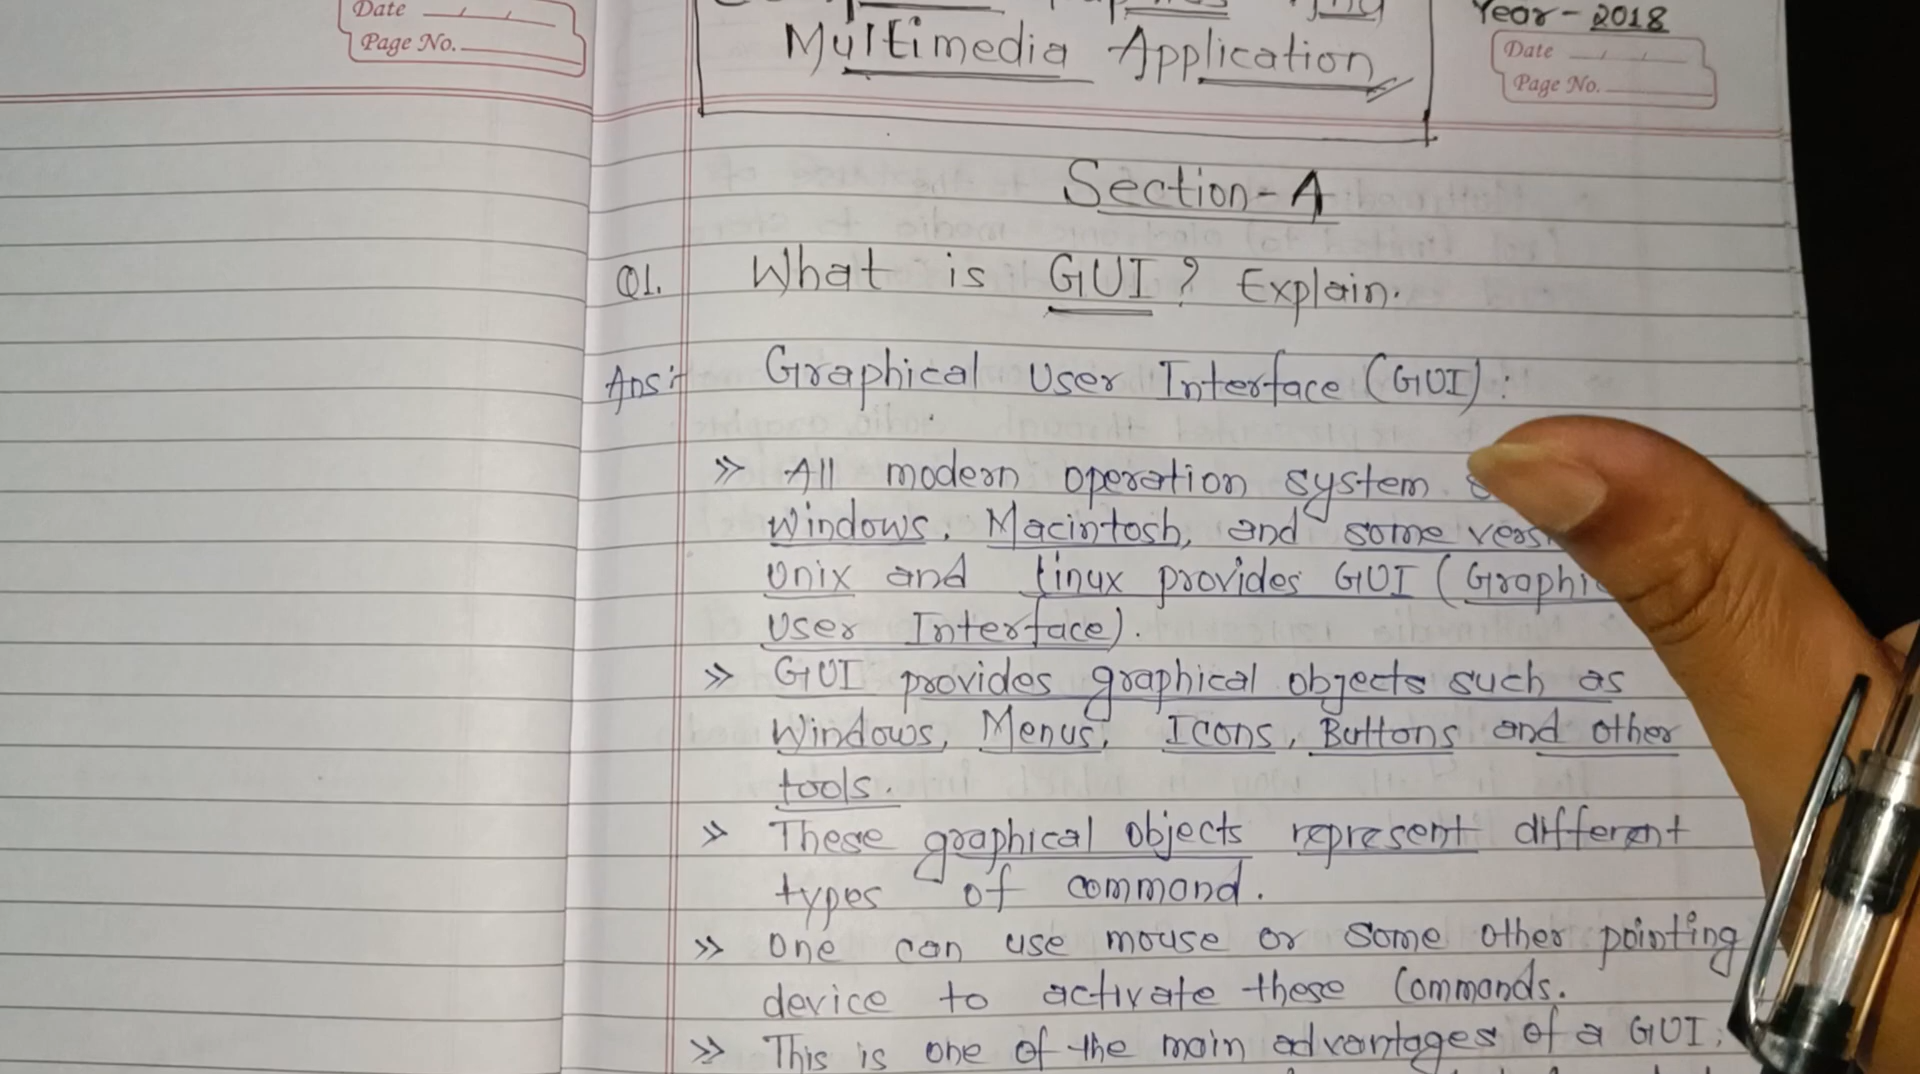 Date
Page No.
Multimedia Application
Year - 2018
Date
Page No.
Section-A
Q1. What is GUI? Explain.
Ans:- Graphical User Interface (GUI):
>> All modern operation system
Windows, Macintosh, and some
Unix and Linux provides GUI (
User Interface).
>> GUI provides graphical objects such as
Windows, Menus, Icons, Buttons and other
tools.
>> These graphical objects represent different
types of command.
>> One can use mouse or some other pointing
device to activate these Commands.
>> This is one of the main advantages of a GUI;